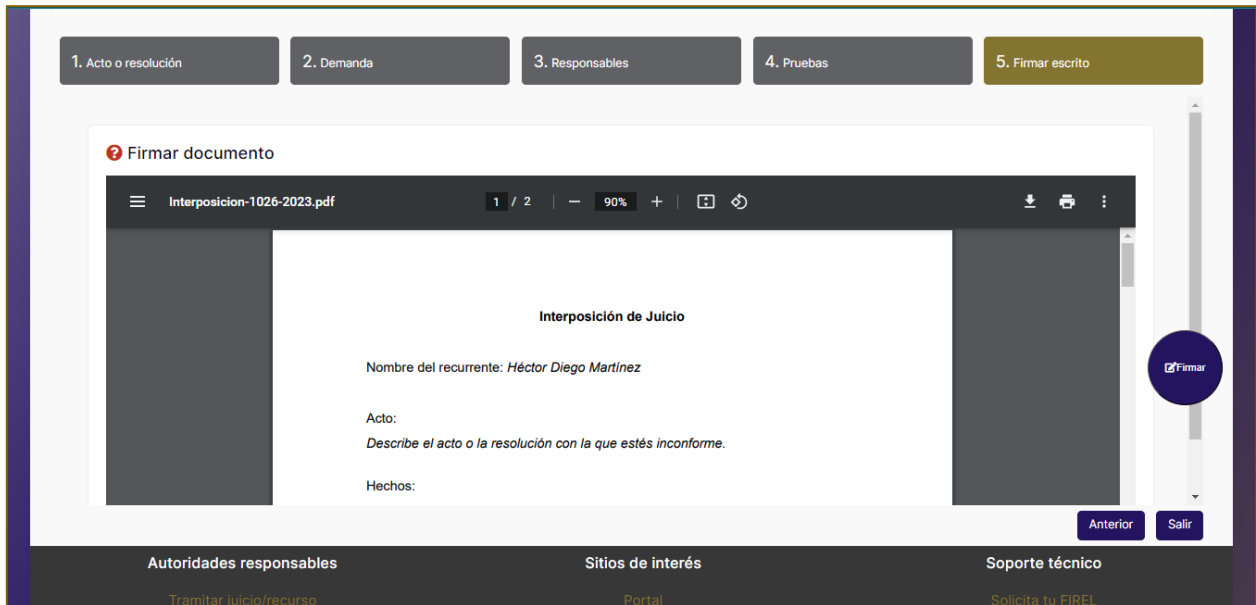 1. Acto o resolución
2. Demanda
3. Responsables
4. Pruebas
5. Firmar escrito
Firmar documento
Interposicion-1026-2023.pdf
1 / 2 | − 90% + |
Interposición de Juicio
Nombre del recurrente: Héctor Diego Martínez
Firmar
Acto:
Describe el acto o la resolución con la que estés inconforme.
Hechos:
Anterior
Salir
Autoridades responsables
Sitios de interés
Soporte técnico
Tramitar juicio/recurso
Portal
Solicita tu FIREL